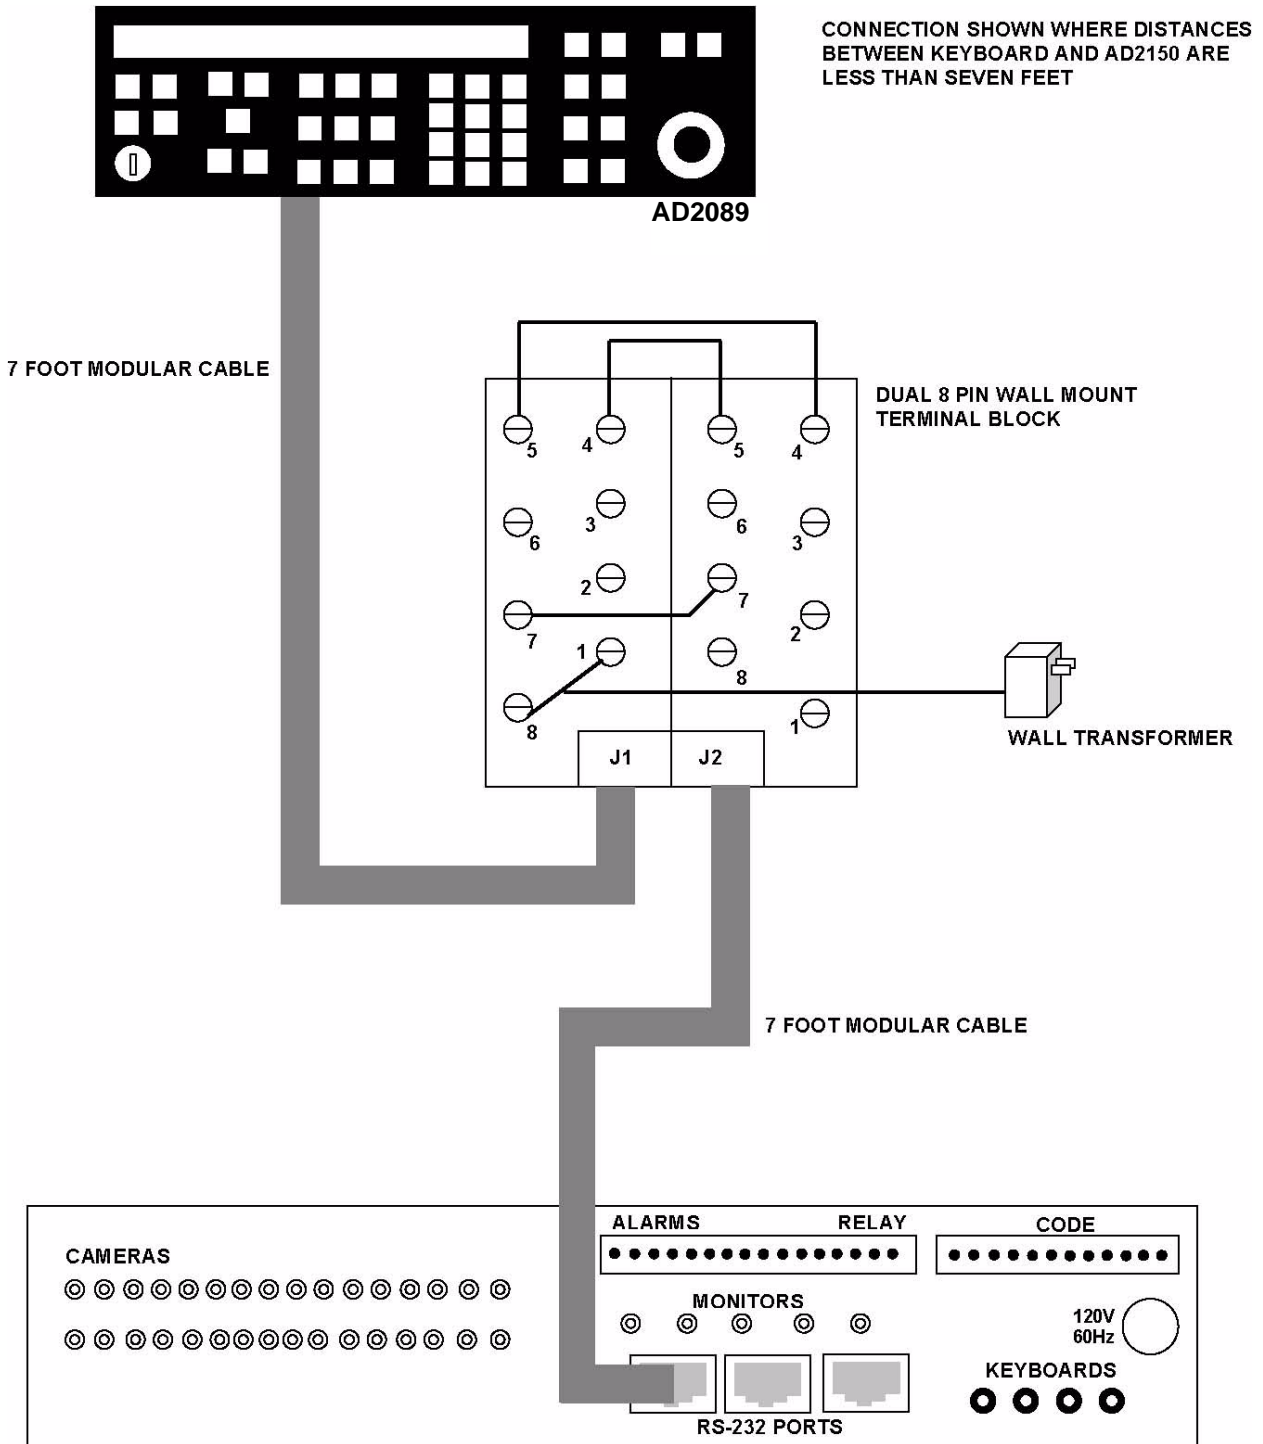 CONNECTION SHOWN WHERE DISTANCES
BETWEEN KEYBOARD AND AD2150 ARE
LESS THAN SEVEN FEET
AD2089
7 FOOT MODULAR CABLE
DUAL 8 PIN WALL MOUNT
TERMINAL BLOCK
5 4 5 4
3 6
6 3
2 7
7 2
1 8
8 1
J1 J2
WALL TRANSFORMER
7 FOOT MODULAR CABLE
ALARMS RELAY CODE
CAMERAS
MONITORS
120V
60Hz
KEYBOARDS
RS-232 PORTS